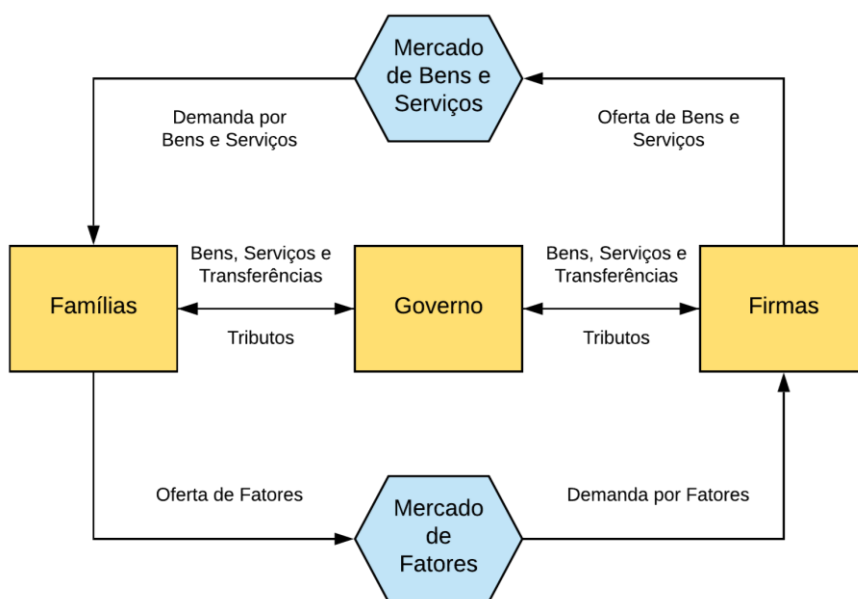 Mercado
de Bens e
Serviços
Demanda por
Bens e Serviços
Oferta de Bens e
Serviços
Bens, Serviços e
Transferências
Bens, Serviços e
Transferências
Famílias
Governo
Firmas
Tributos
Tributos
Oferta de Fatores
Mercado
de
Fatores
Demanda por Fatores